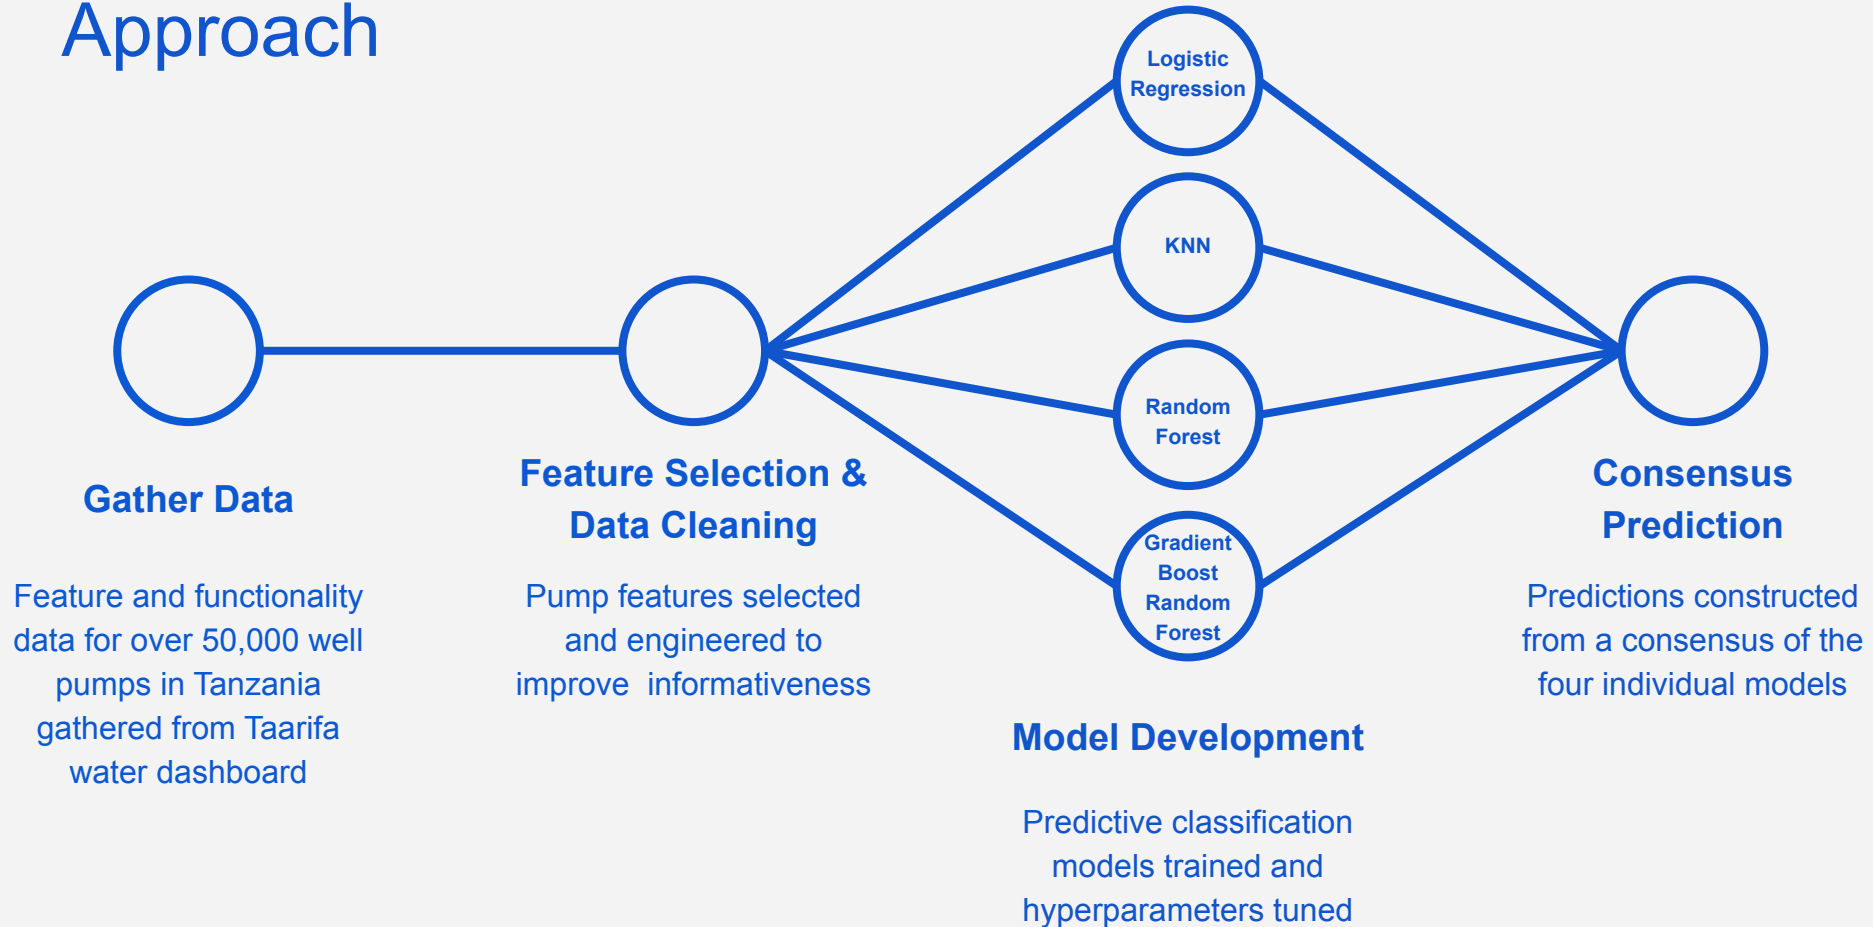 Approach
Logistic
Regression
KNN
Random
Forest
Gradient
Boost
Random
Forest
Gather Data
Feature and functionality
data for over 50,000 well
pumps in Tanzania
gathered from Taarifa
water dashboard
Feature Selection &
Data Cleaning
Pump features selected
and engineered to
improve  informativeness
Model Development
Predictive classification
models trained and
hyperparameters tuned
Consensus
Prediction
Predictions constructed
from a consensus of the
four individual models